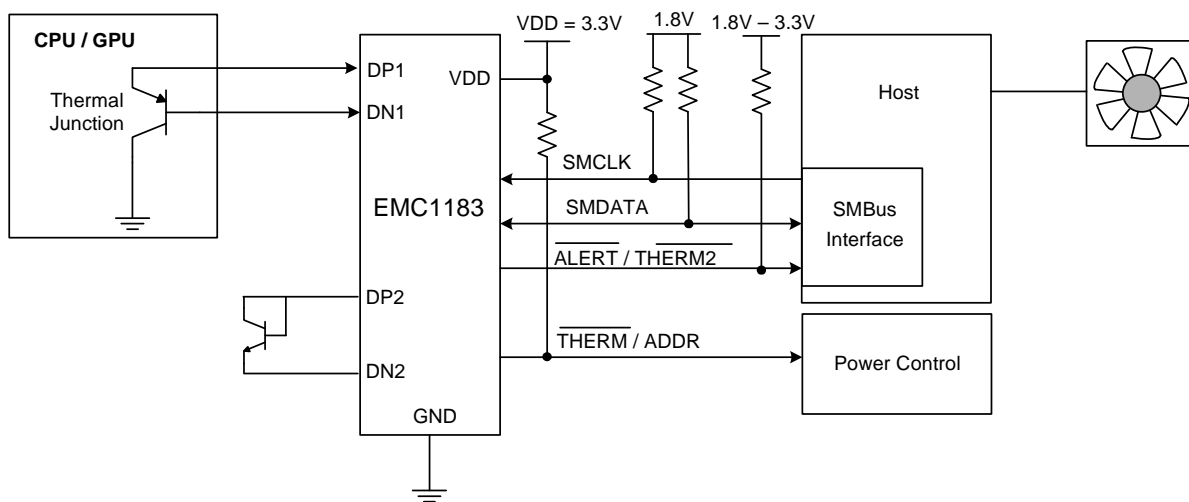 CPU / GPU
Thermal
Junction
DP1
DN1
VDD
VDD = 3.3V
1.8V
1.8V – 3.3V
Host
EMC1183
SMCLK
SMDATA
ALERT / THERM2
SMBus
Interface
DP2
DN2
THERM / ADDR
Power Control
GND